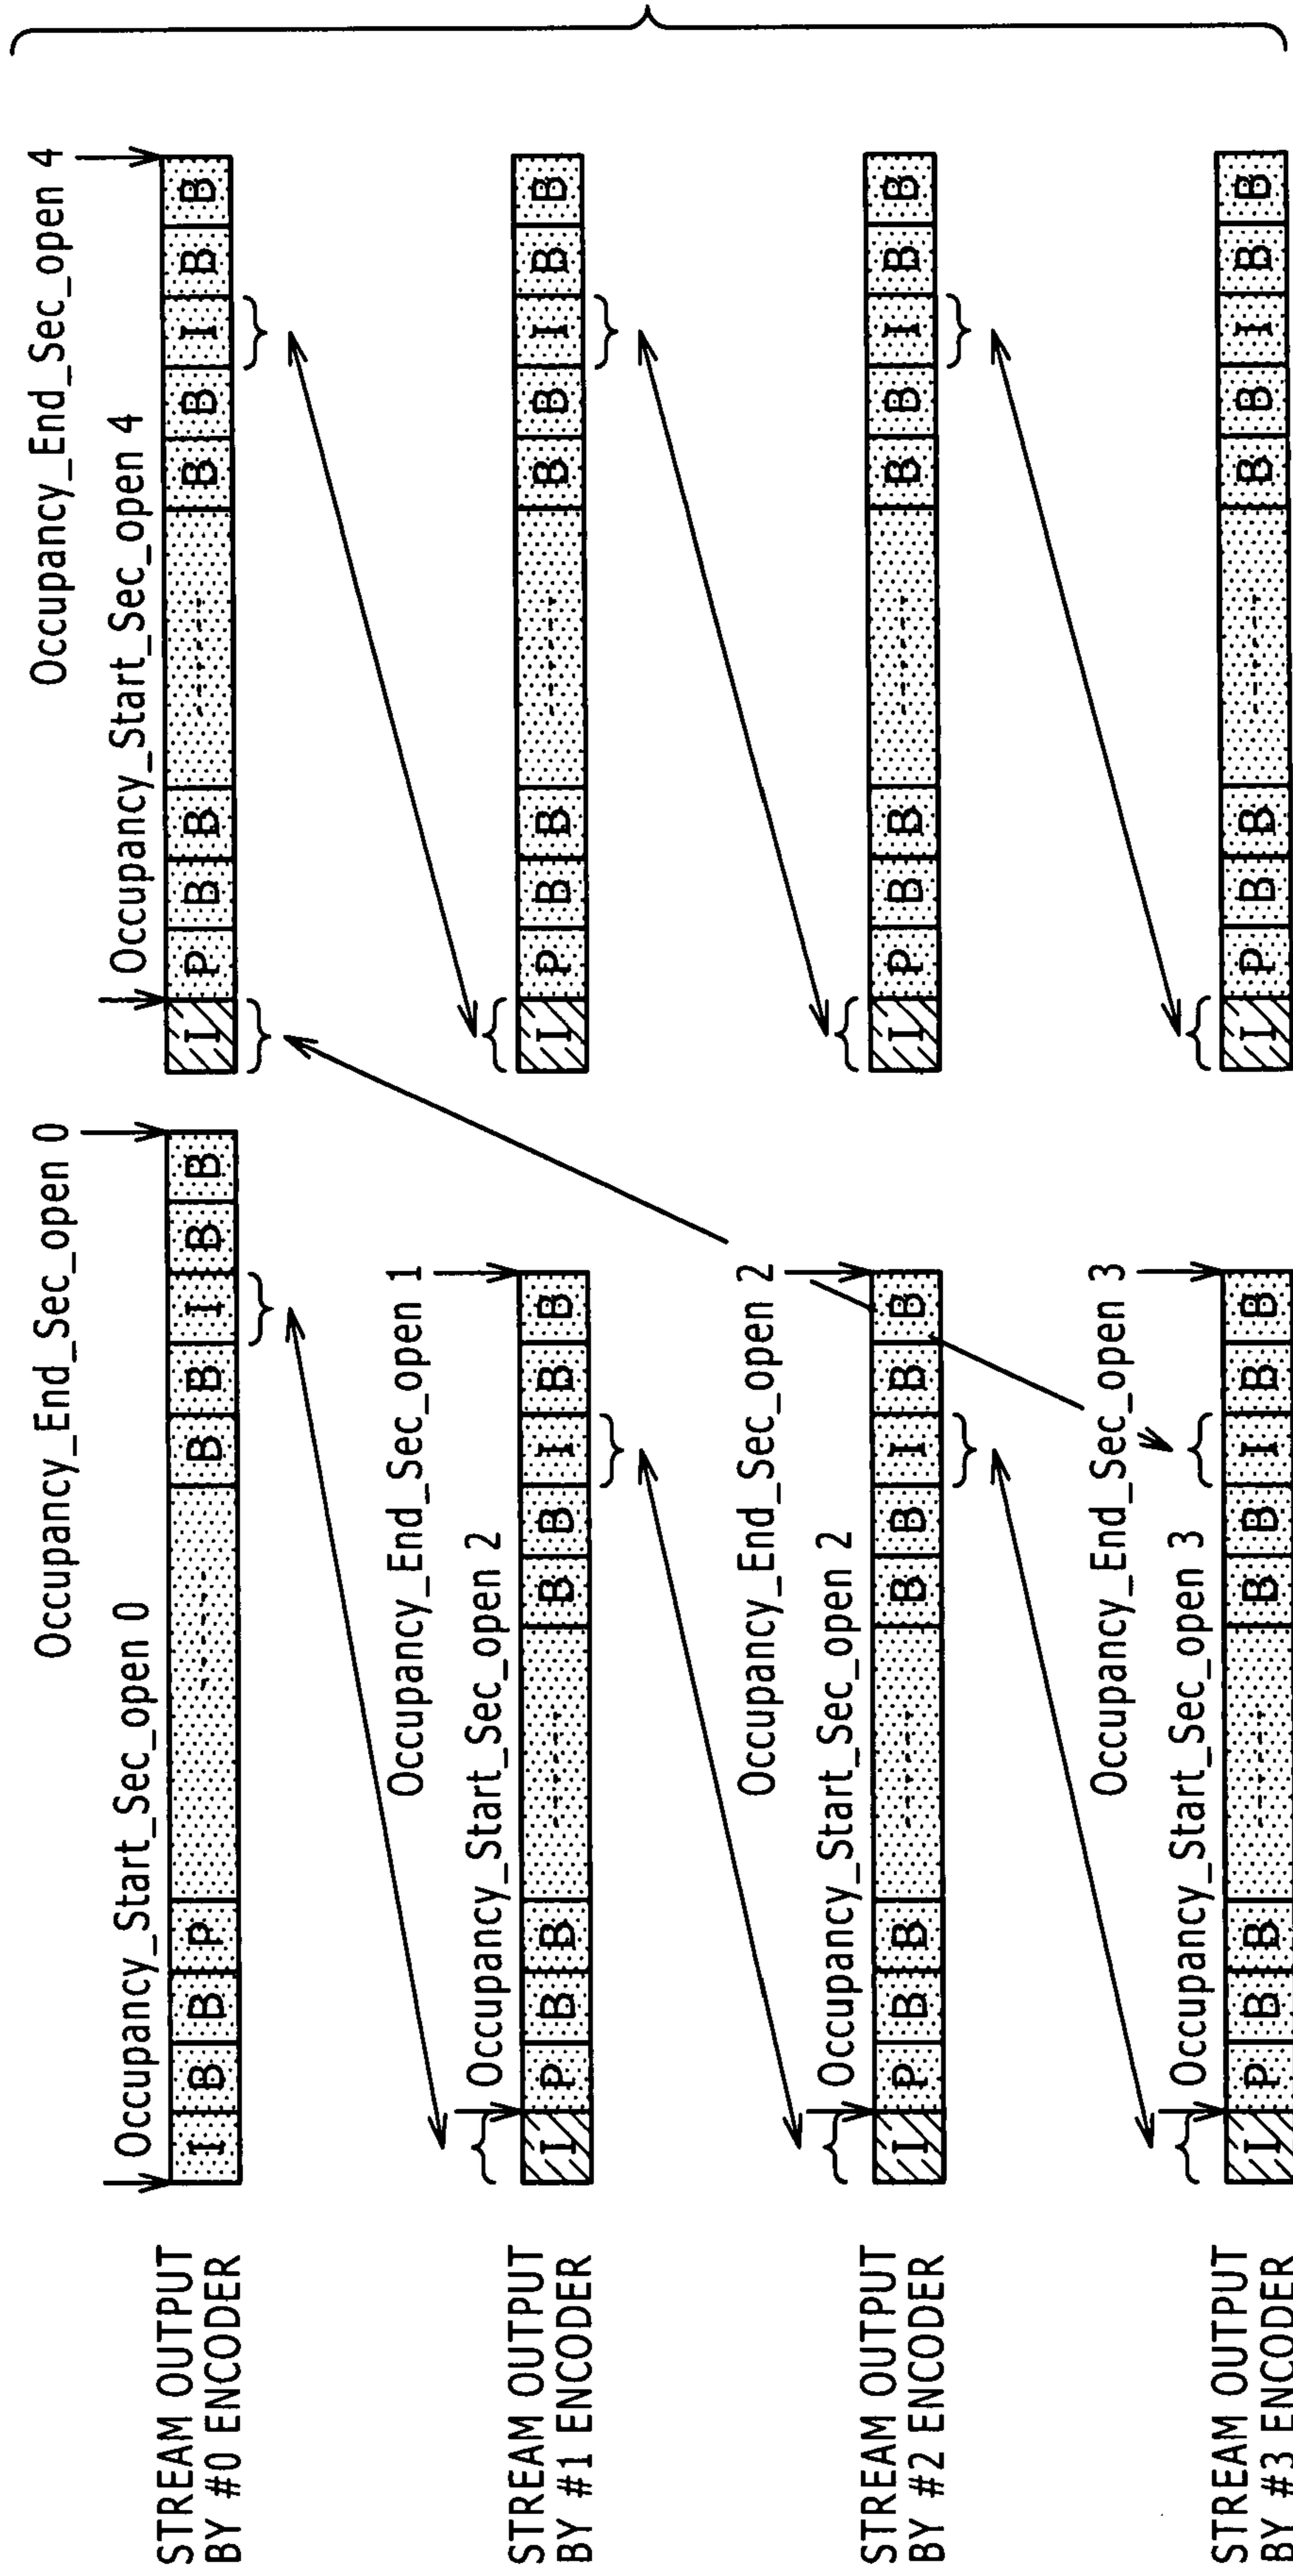 Occupancy_End_Sec_open 0
Occupancy_End_Sec_open 4
Occupancy_Start_Sec_open 0
Occupancy_Start_Sec_open 4
STREAM OUTPUT
BY #0 ENCODER
I B B P ------ B B I B B
I P B B ------ B B I B B
Occupancy_End_Sec_open 1
Occupancy_Start_Sec_open 2
STREAM OUTPUT
BY #1 ENCODER
I P B B ------ B B I B B
I P B B ------ B B I B B
Occupancy_End_Sec_open 2
Occupancy_Start_Sec_open 2
STREAM OUTPUT
BY #2 ENCODER
I P B B ------ B B I B B
I P B B ------ B B I B B
Occupancy_End_Sec_open 3
Occupancy_Start_Sec_open 3
STREAM OUTPUT
BY #3 ENCODER
I P B B ------ B B I B B
I P B B ------ B B I B B